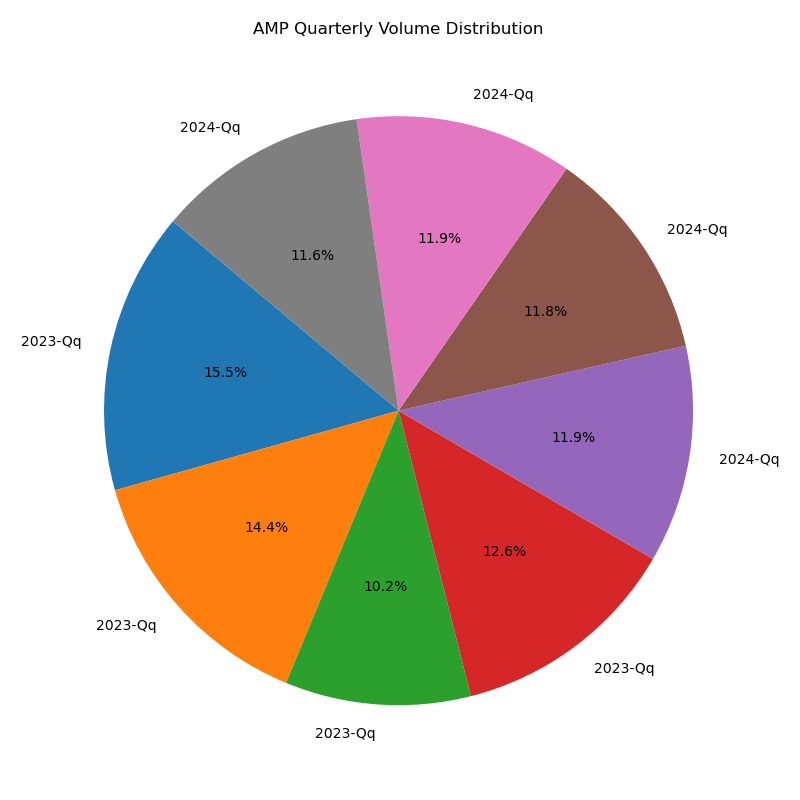 AMP Quarterly Volume Distribution
2024-Qq
2024-Qq
2024-Qq
11.9%
11.6%
11.8%
2023-Qq
15.5%
11.9%
2024-Qq
14.4%
12.6%
10.2%
2023-Qq
2023-Qq
2023-Qq